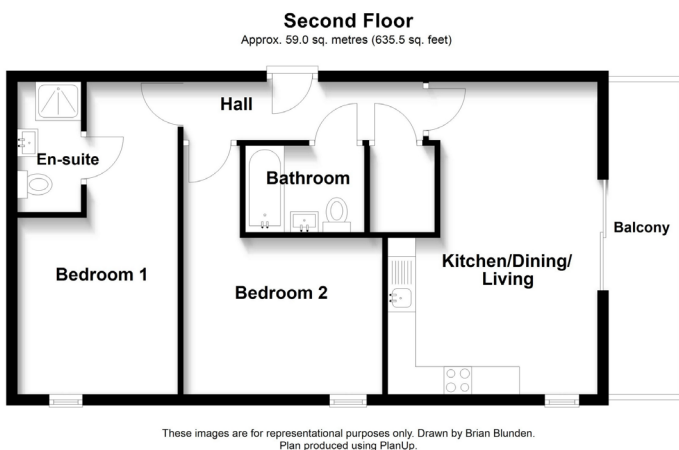 Second Floor
Approx. 59.0 sq. metres (635.5 sq. feet)
Hall
En-suite
Bathroom
Balcony
Kitchen/Dining/
Living
Bedroom 1
Bedroom 2
These images are for representational purposes only. Drawn by Brian Blunden.
Plan produced using PlanUp.